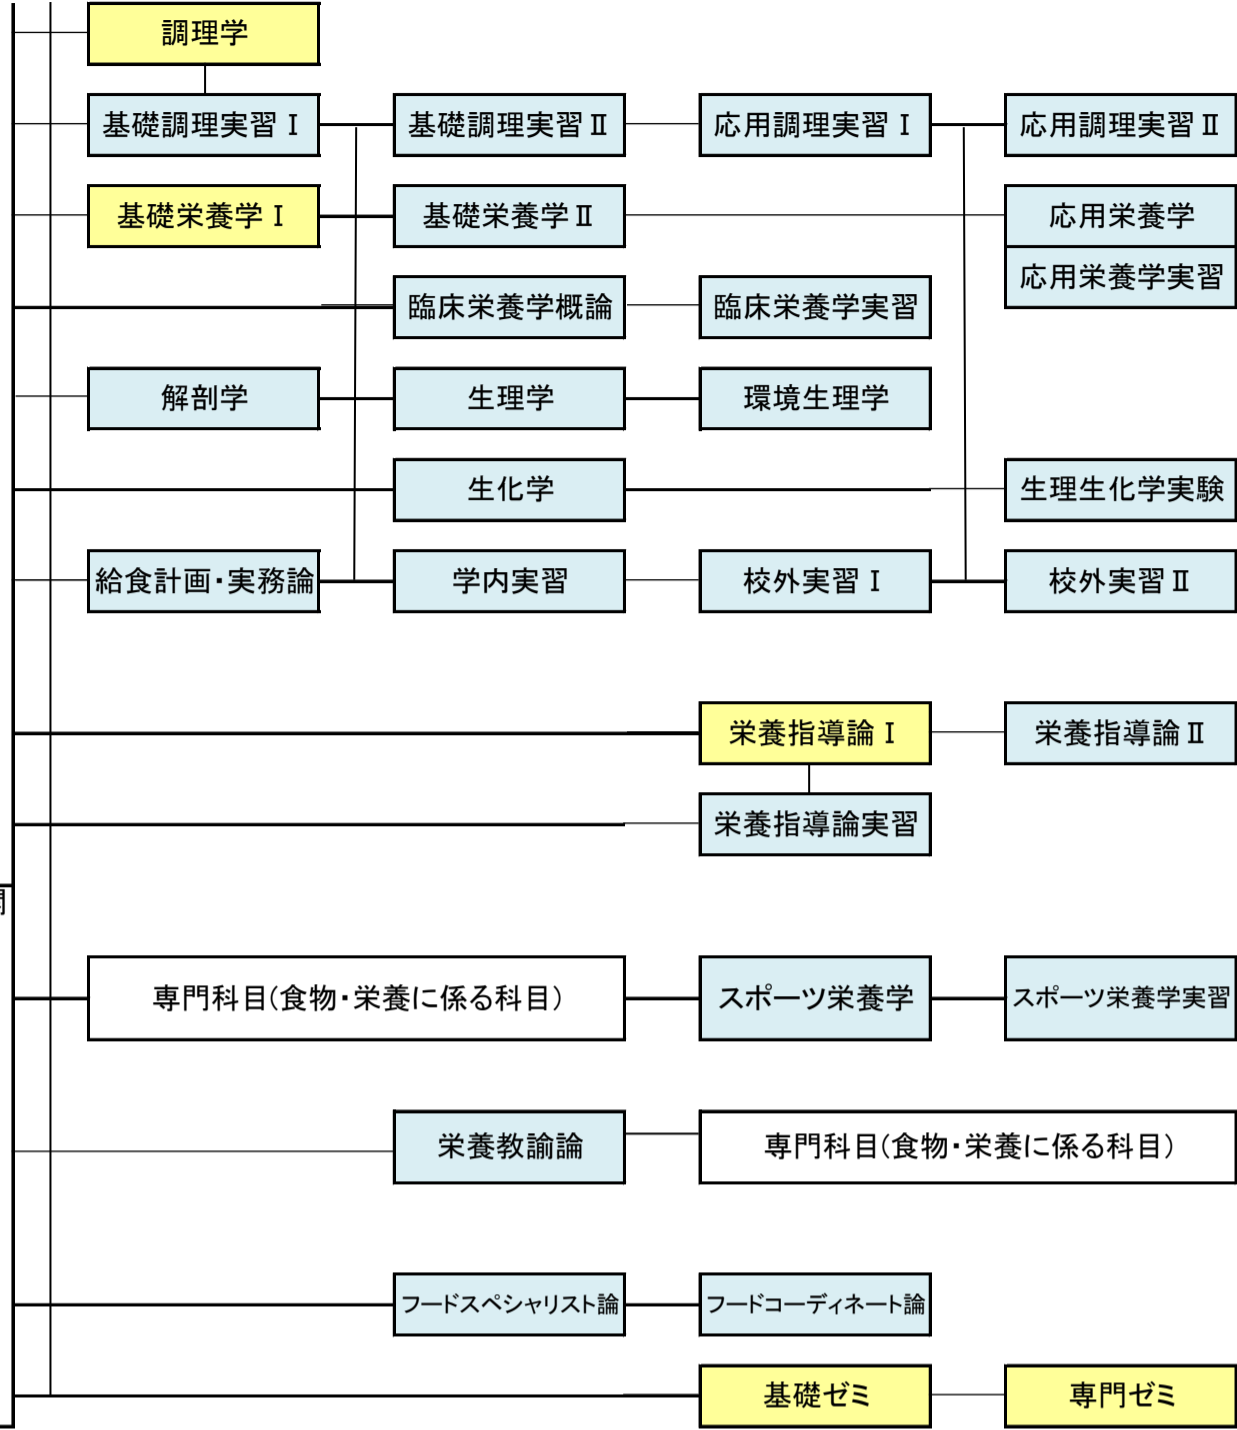 調理学
基礎調理実習Ⅰ
基礎調理実習Ⅱ
応用調理実習Ⅰ
応用調理実習Ⅱ
基礎栄養学Ⅰ
基礎栄養学Ⅱ
応用栄養学
応用栄養学実習
臨床栄養学概論
臨床栄養学実習
解剖学
生理学
環境生理学
生化学
生理生化学実験
給食計画・実務論
学内実習
校外実習Ⅰ
校外実習Ⅱ
栄養指導論Ⅰ
栄養指導論Ⅱ
栄養指導論実習
専門科目(食物・栄養に係る科目)
スポーツ栄養学
スポーツ栄養学実習
栄養教諭論
専門科目(食物・栄養に係る科目)
フードスペシャリスト論
フードコーディネート論
基礎ゼミ
専門ゼミ